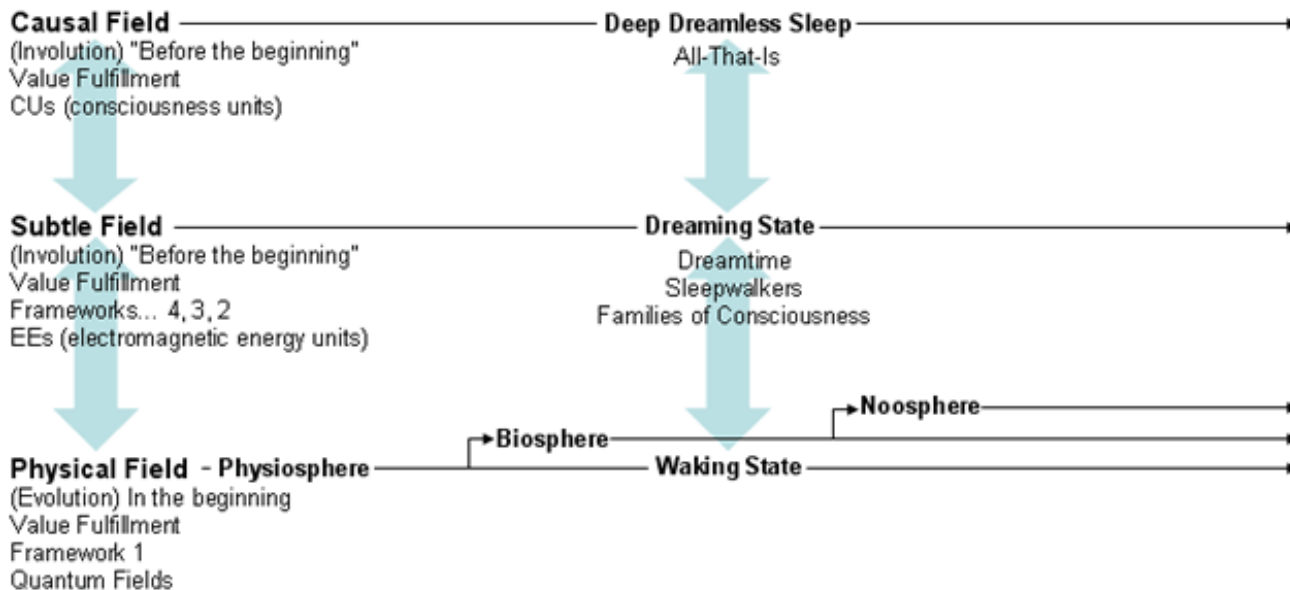 Causal Field
Deep Dreamless Sleep
(Involution) "Before the beginning"
All-That-Is
Value Fulfillment
CUs (consciousness units)
Subtle Field
Dreaming State
(Involution) "Before the beginning"
Dreamtime
Value Fulfillment
Sleepwalkers
Frameworks... 4, 3, 2
Families of Consciousness
EEs (electromagnetic energy units)
Noosphere
Biosphere
Physical Field - Physiosphere
Waking State
(Evolution) In the beginning
Value Fulfillment
Framework 1
Quantum Fields